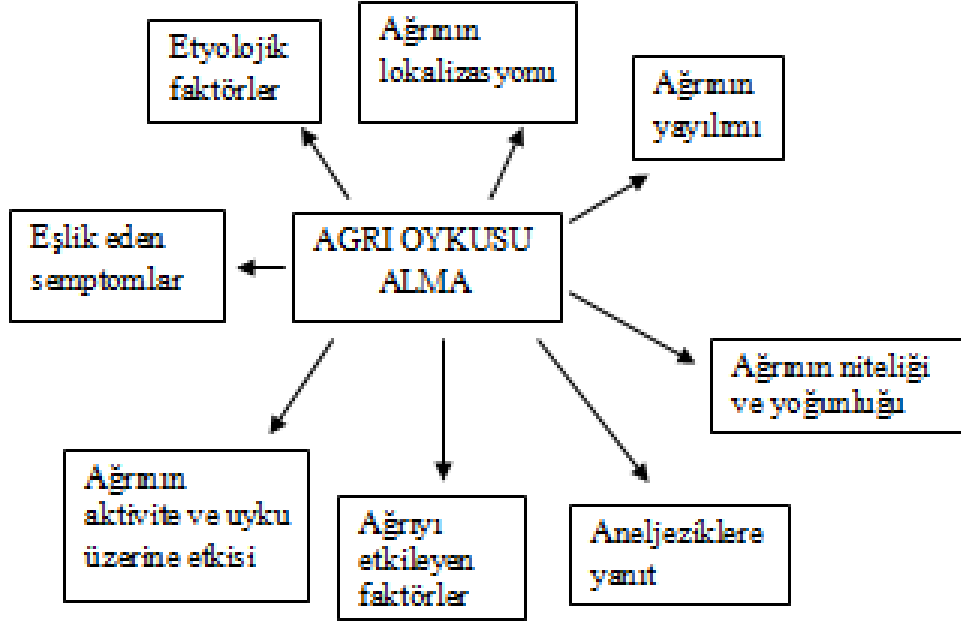 Etyolojik
faktörler
Ağrının
lokalizasyonu
Ağrının
yayılımı
Eşlik eden
semptomlar
AGRI OYKUSU
ALMA
Ağrının niteliği
ve yoğunluğu
Ağrının
aktivite ve uyku
üzerine etkisi
Ağrıyı
etkileyen
faktörler
Aneljeziklere
yanıt